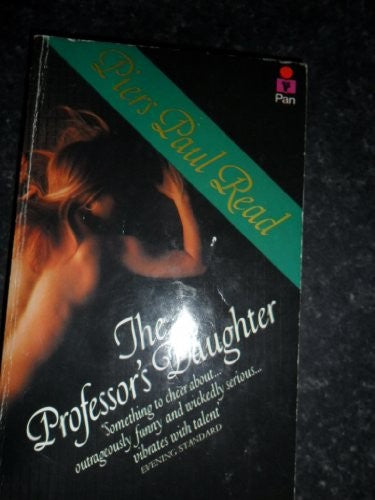 Piers Paul Read
Pan
The
Professor's Daughter
'Something to cheer about...
outrageously funny and wickedly serious...
vibrates with talent'
EVENING STANDARD